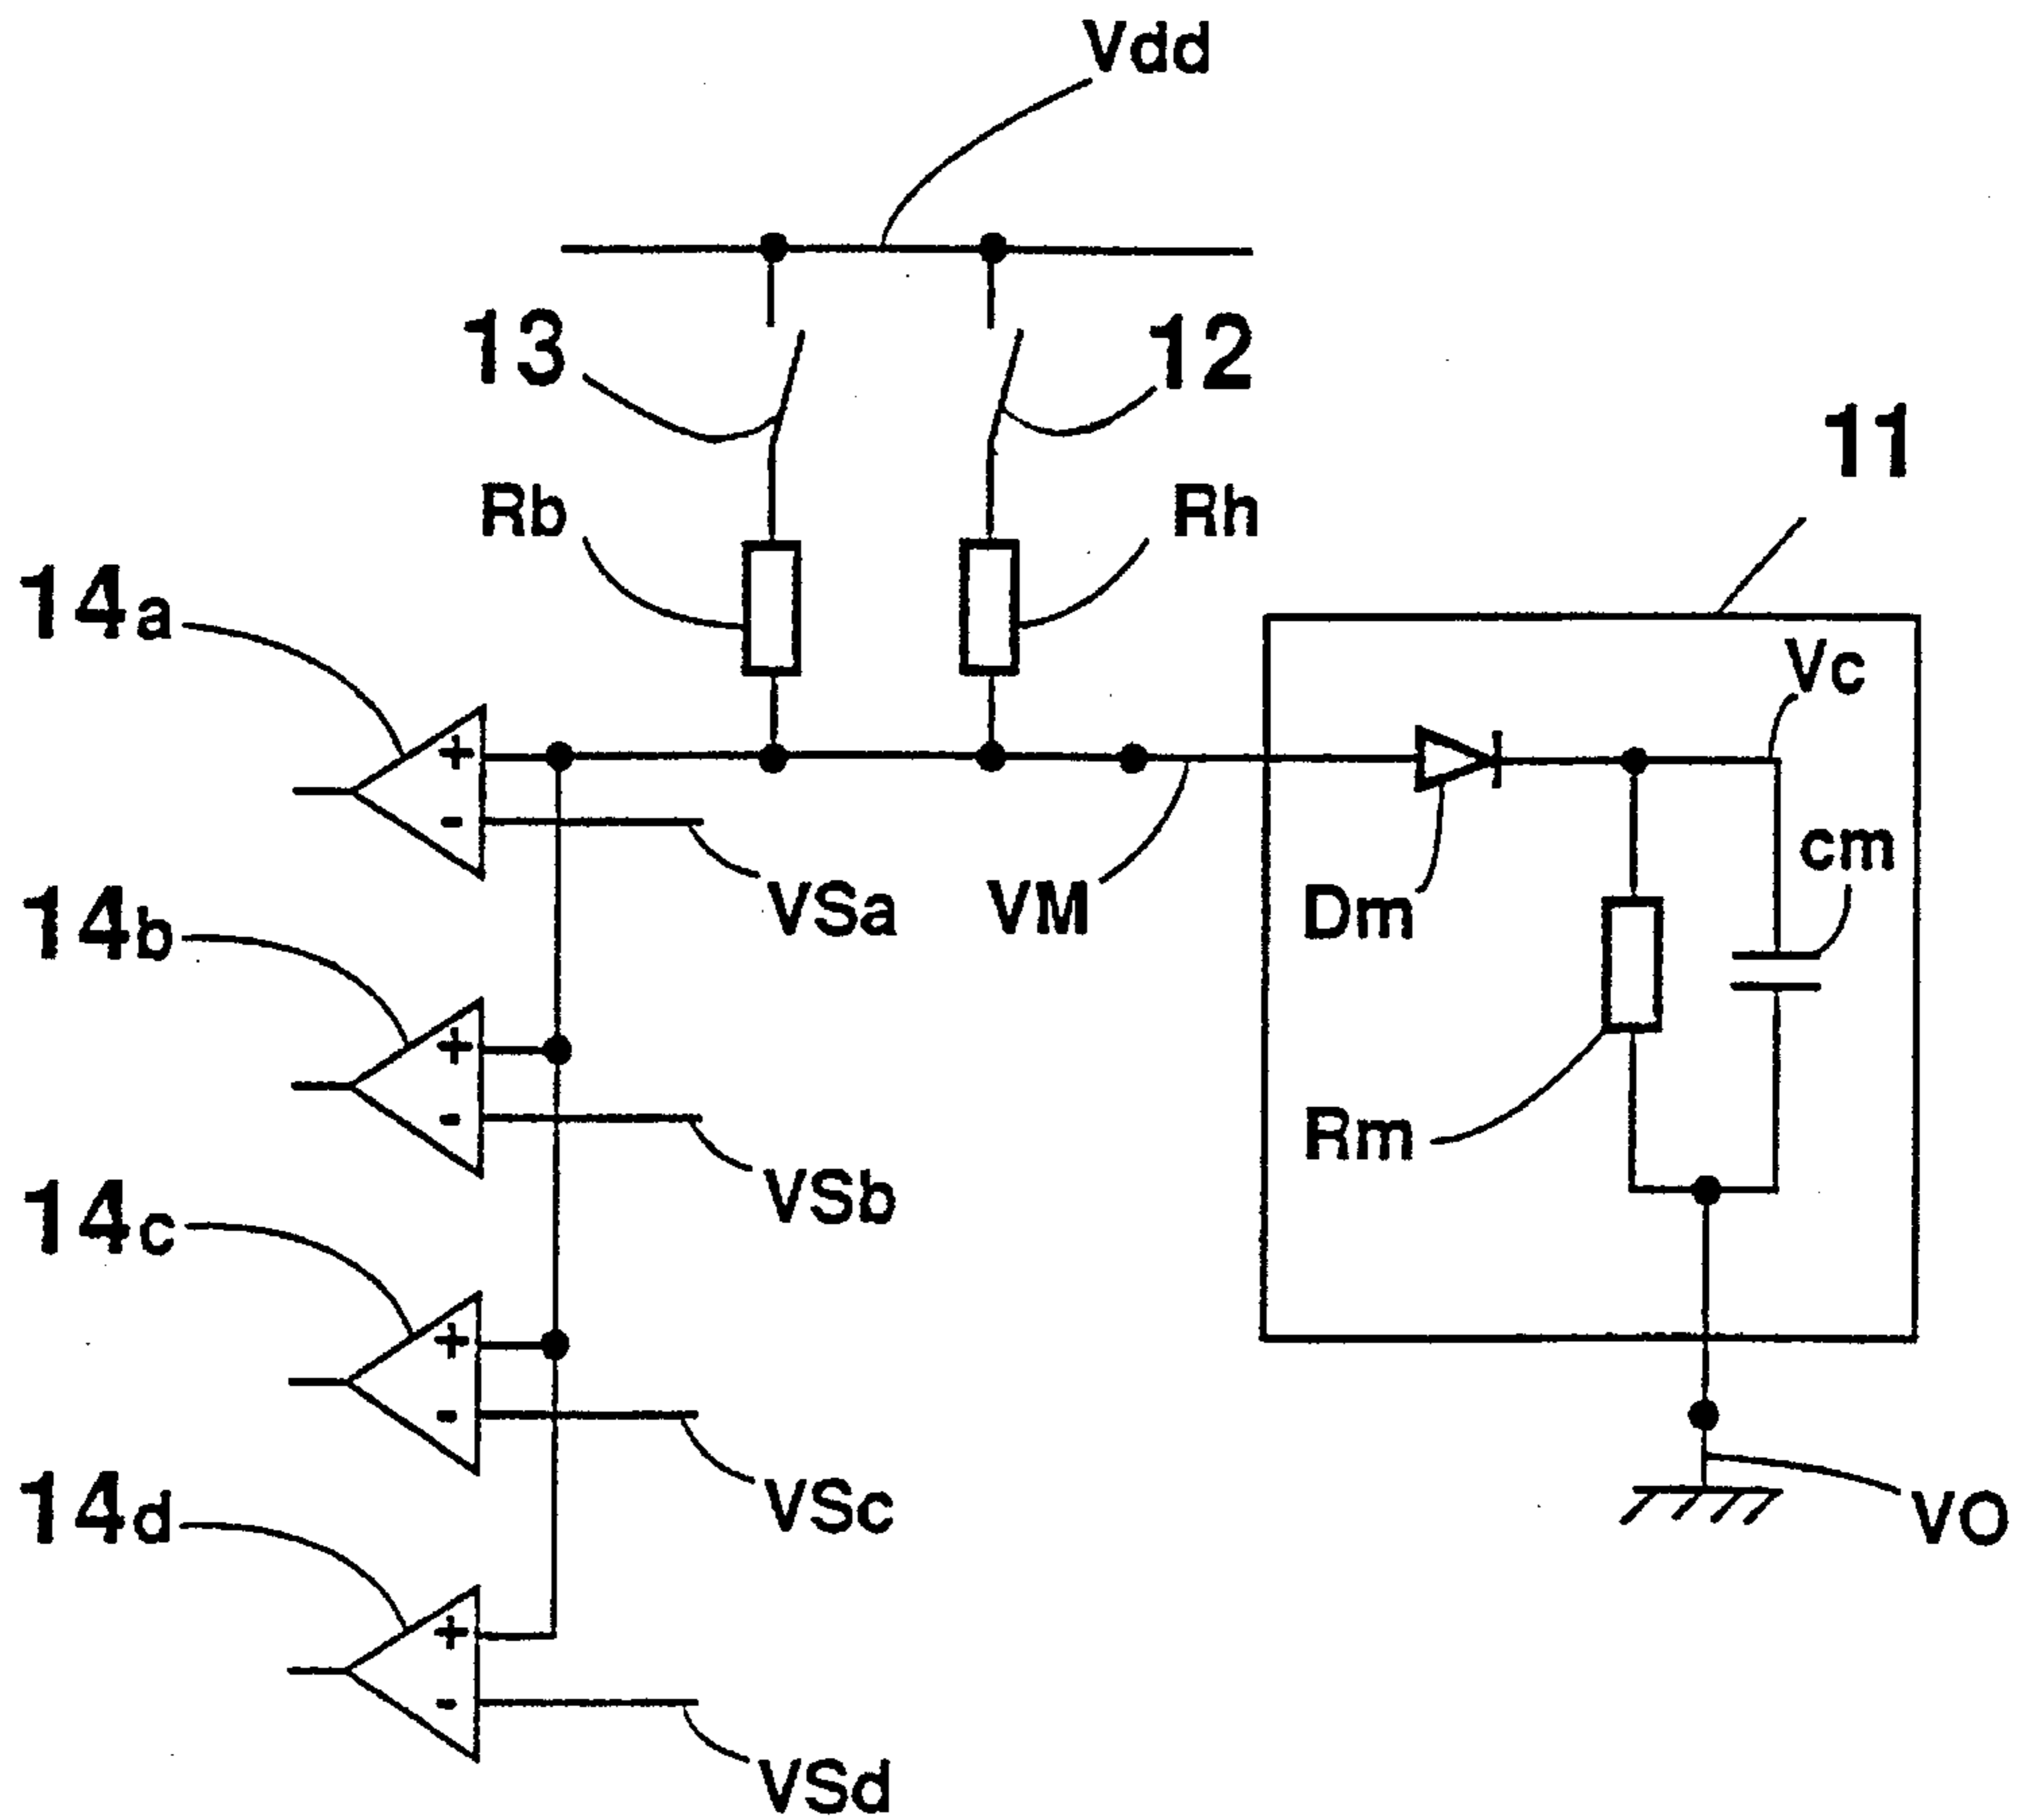 Vdd
13
12
11
Rb
Rh
14a
Vc
+
-
cm
VSa
VM
Dm
14b
+
-
Rm
VSb
14c
+
-
VSc
14d
VO
+
-
VSd